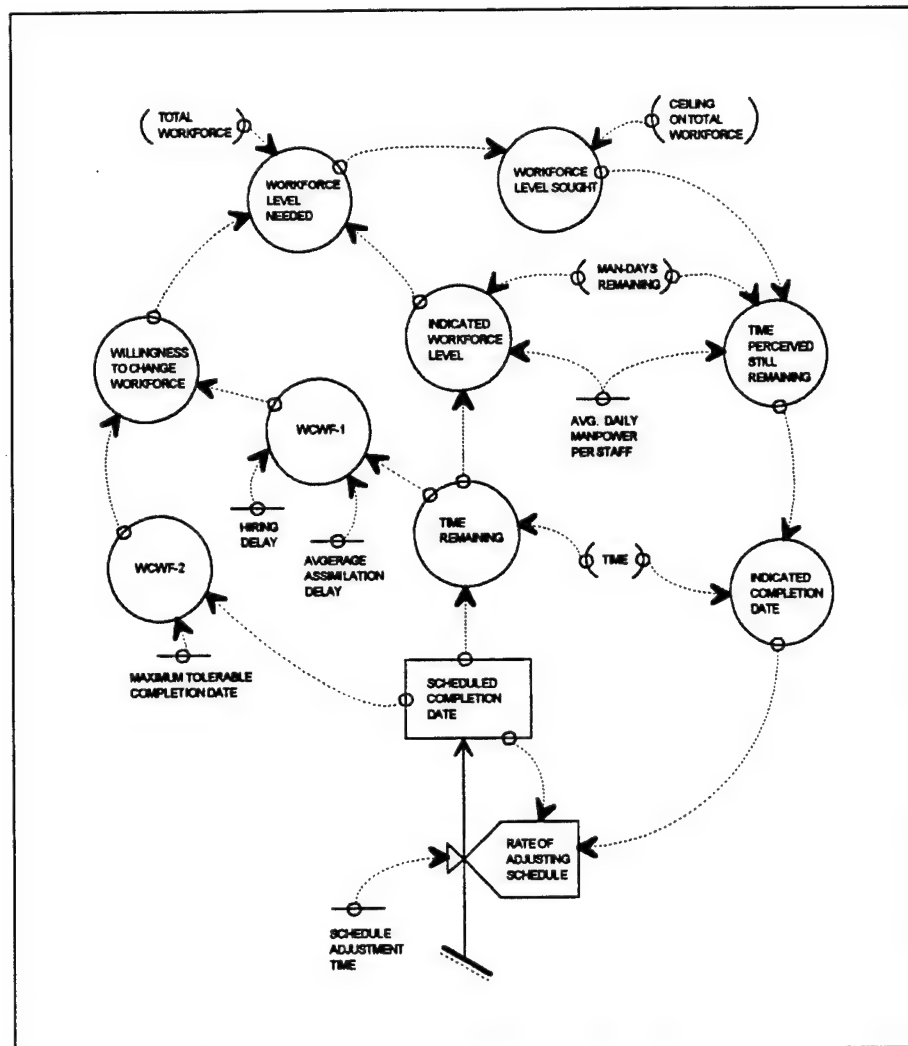 TOTAL
WORKFORCE
CEILING
ON TOTAL
WORKFORCE
WORKFORCE
LEVEL
NEEDED
WORKFORCE
LEVEL SOUGHT
MAN-DAYS
REMAINING
WILLINGNESS
TO CHANGE
WORKFORCE
INDICATED
WORKFORCE
LEVEL
TIME
PERCEIVED
STILL
REMAINING
WCWF-1
AVG. DAILY
MANPOWER
PER STAFF
HIRING
DELAY
TIME
REMAINING
AVGERAGE
ASSIMILATION
DELAY
WCWF-2
TIME
INDICATED
COMPLETION
DATE
MAXIMUM TOLERABLE
COMPLETION DATE
SCHEDULED
COMPLETION
DATE
RATE OF
ADJUSTING
SCHEDULE
SCHEDULE
ADJUSTMENT
TIME